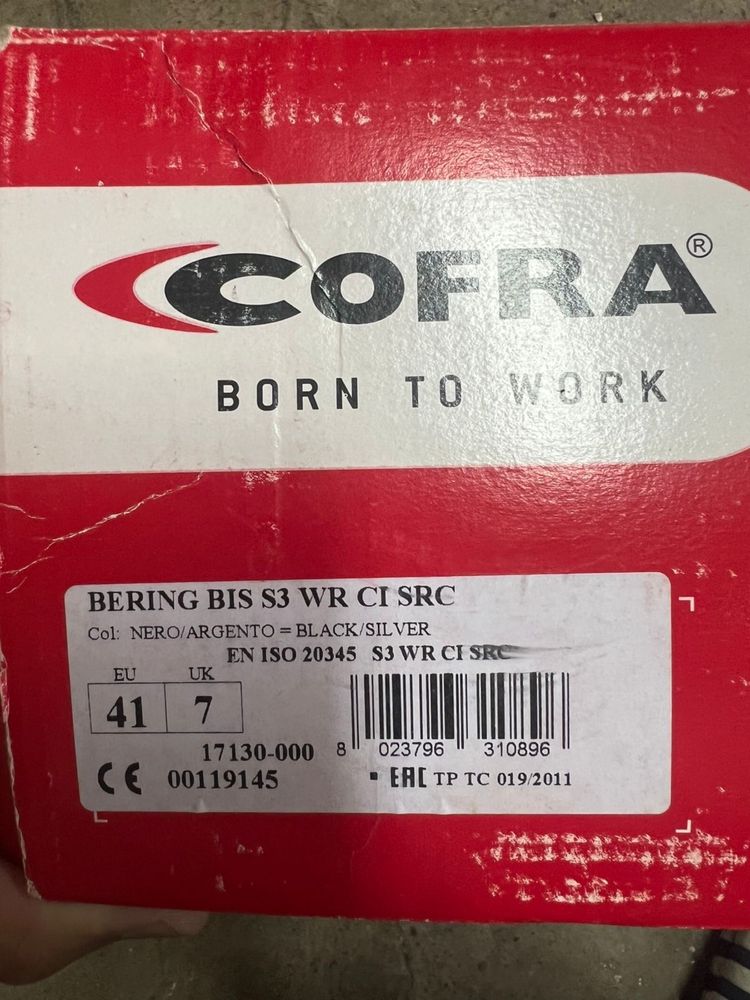 COFRA®
BORN TO WORK
BERING BIS S3 WR CI SRC
Col: NERO/ARGENTO = BLACK/SILVER
EN ISO 20345 S3 WR CI SRC
EU UK
41 7
17130-000
8 023796 310896
CE 00119145
EAC TP TC 019/2011